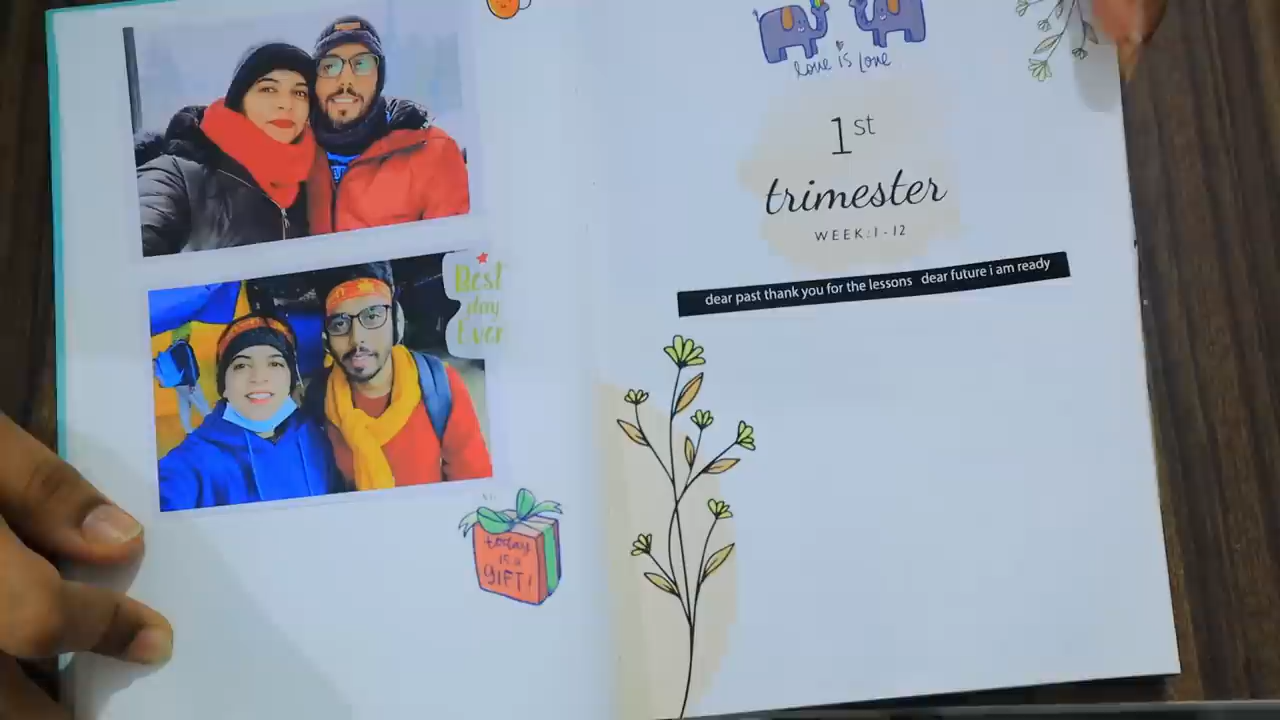 Best
day
Ever
today
is a
GIFT!
love is love
1st
trimester
WEEK:1-12
dear past thank you for the lessons dear future i am ready